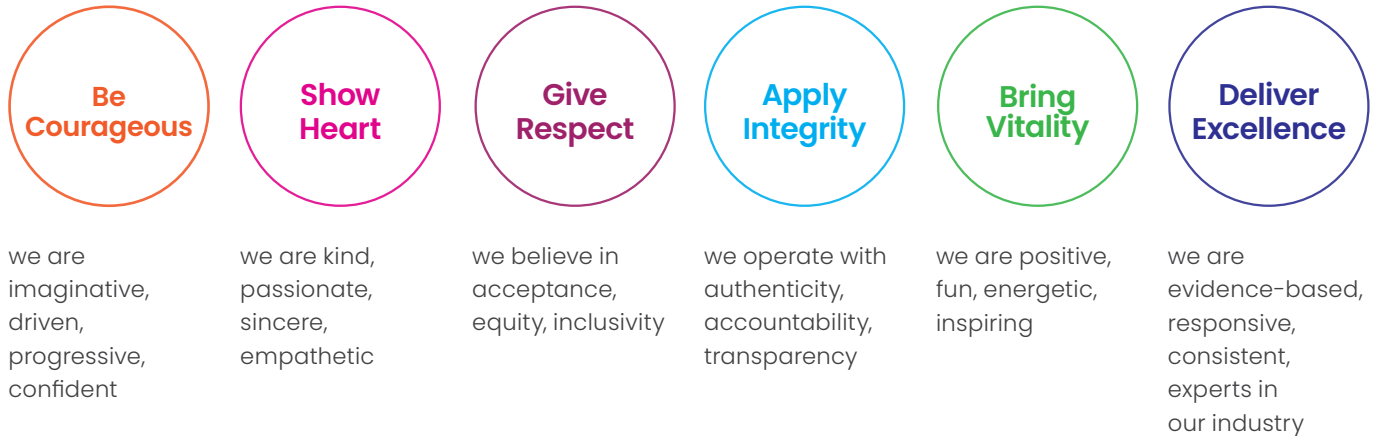 Be
Courageous
Show
Heart
Give
Respect
Apply
Integrity
Bring
Vitality
Deliver
Excellence
we are
imaginative,
driven,
progressive,
confident
we are kind,
passionate,
sincere,
empathetic
we believe in
acceptance,
equity, inclusivity
we operate with
authenticity,
accountability,
transparency
we are positive,
fun, energetic,
inspiring
we are
evidence-based,
responsive,
consistent,
experts in
our industry